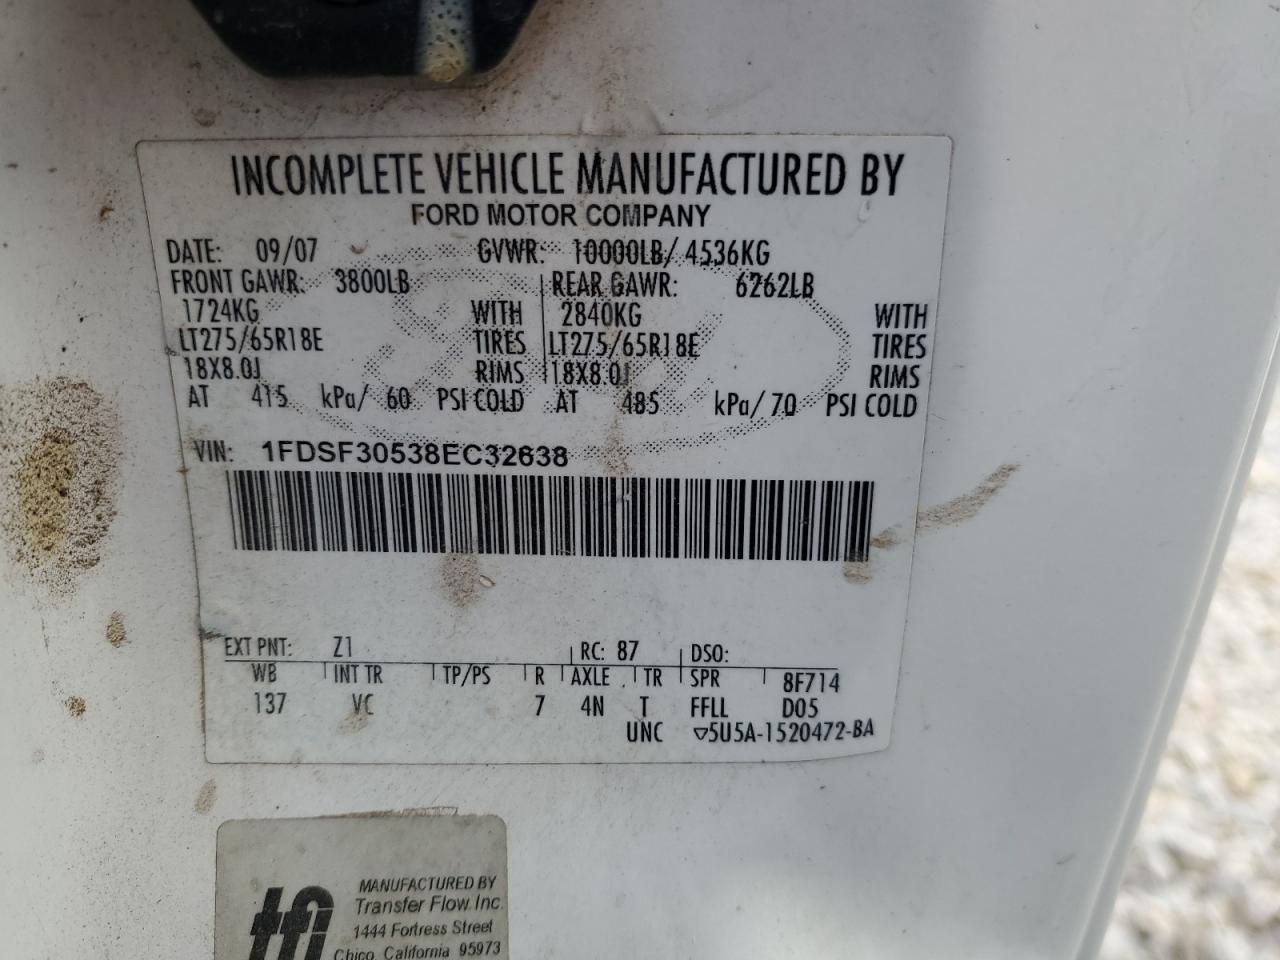 INCOMPLETE VEHICLE MANUFACTURED BY
FORD MOTOR COMPANY
DATE: 09/07 GVWR: 10000LB/ 4536KG
FRONT GAWR: 3800LB REAR GAWR: 6262LB
1724KG WITH 2840KG WITH
LT275/65R18E TIRES LT275/65R18E TIRES
18X8.0J RIMS 18X8.0J RIMS
AT 415 kPa/ 60 PSI COLD AT 485 kPa/ 70 PSI COLD
VIN: 1FDSF30538EC32638
EXT PNT: Z1 RC: 87 DSO:
WB INT TR TP/PS R AXLE TR SPR 8F714
137 VC 7 4N T FFLL D05
UNC ▽5U5A-1520472-BA
tfi
MANUFACTURED BY
Transfer Flow, Inc.
1444 Fortress Street
Chico, California 95973